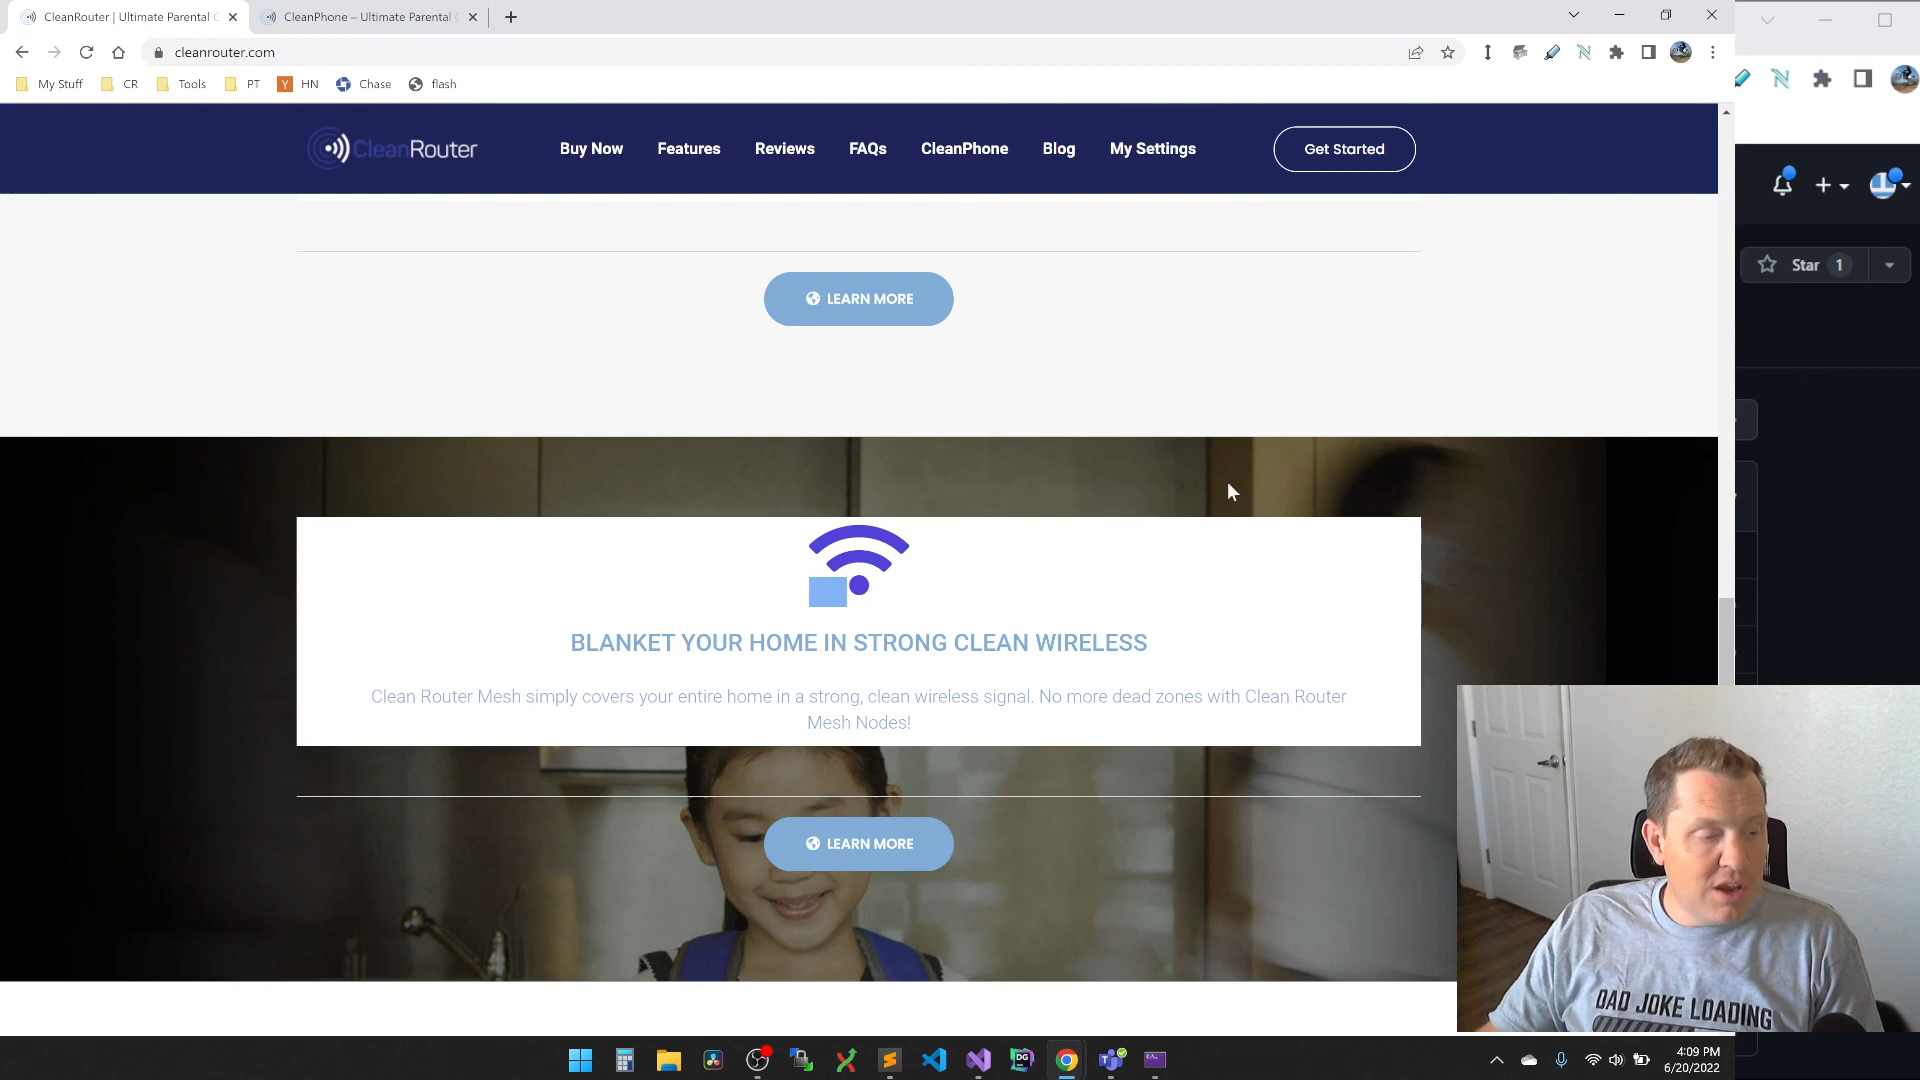 CleanRouter | Ultimate Parental C
CleanPhone – Ultimate Parental C
cleanrouter.com
My Stuff CR Tools PT Y HN Chase flash
CleanRouter Buy Now Features Reviews FAQs CleanPhone Blog My Settings Get Started
Star 1
LEARN MORE
BLANKET YOUR HOME IN STRONG CLEAN WIRELESS
Clean Router Mesh simply covers your entire home in a strong, clean wireless signal. No more dead zones with Clean Router
Mesh Nodes!
LEARN MORE
DAD JOKE LOADING
DG
4:09 PM
6/20/2022